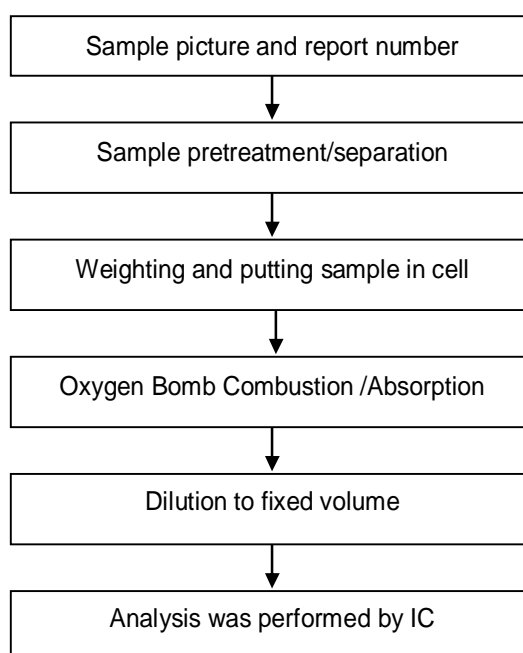 Sample picture and report number
Sample pretreatment/separation
Weighting and putting sample in cell
Oxygen Bomb Combustion /Absorption
Dilution to fixed volume
Analysis was performed by IC